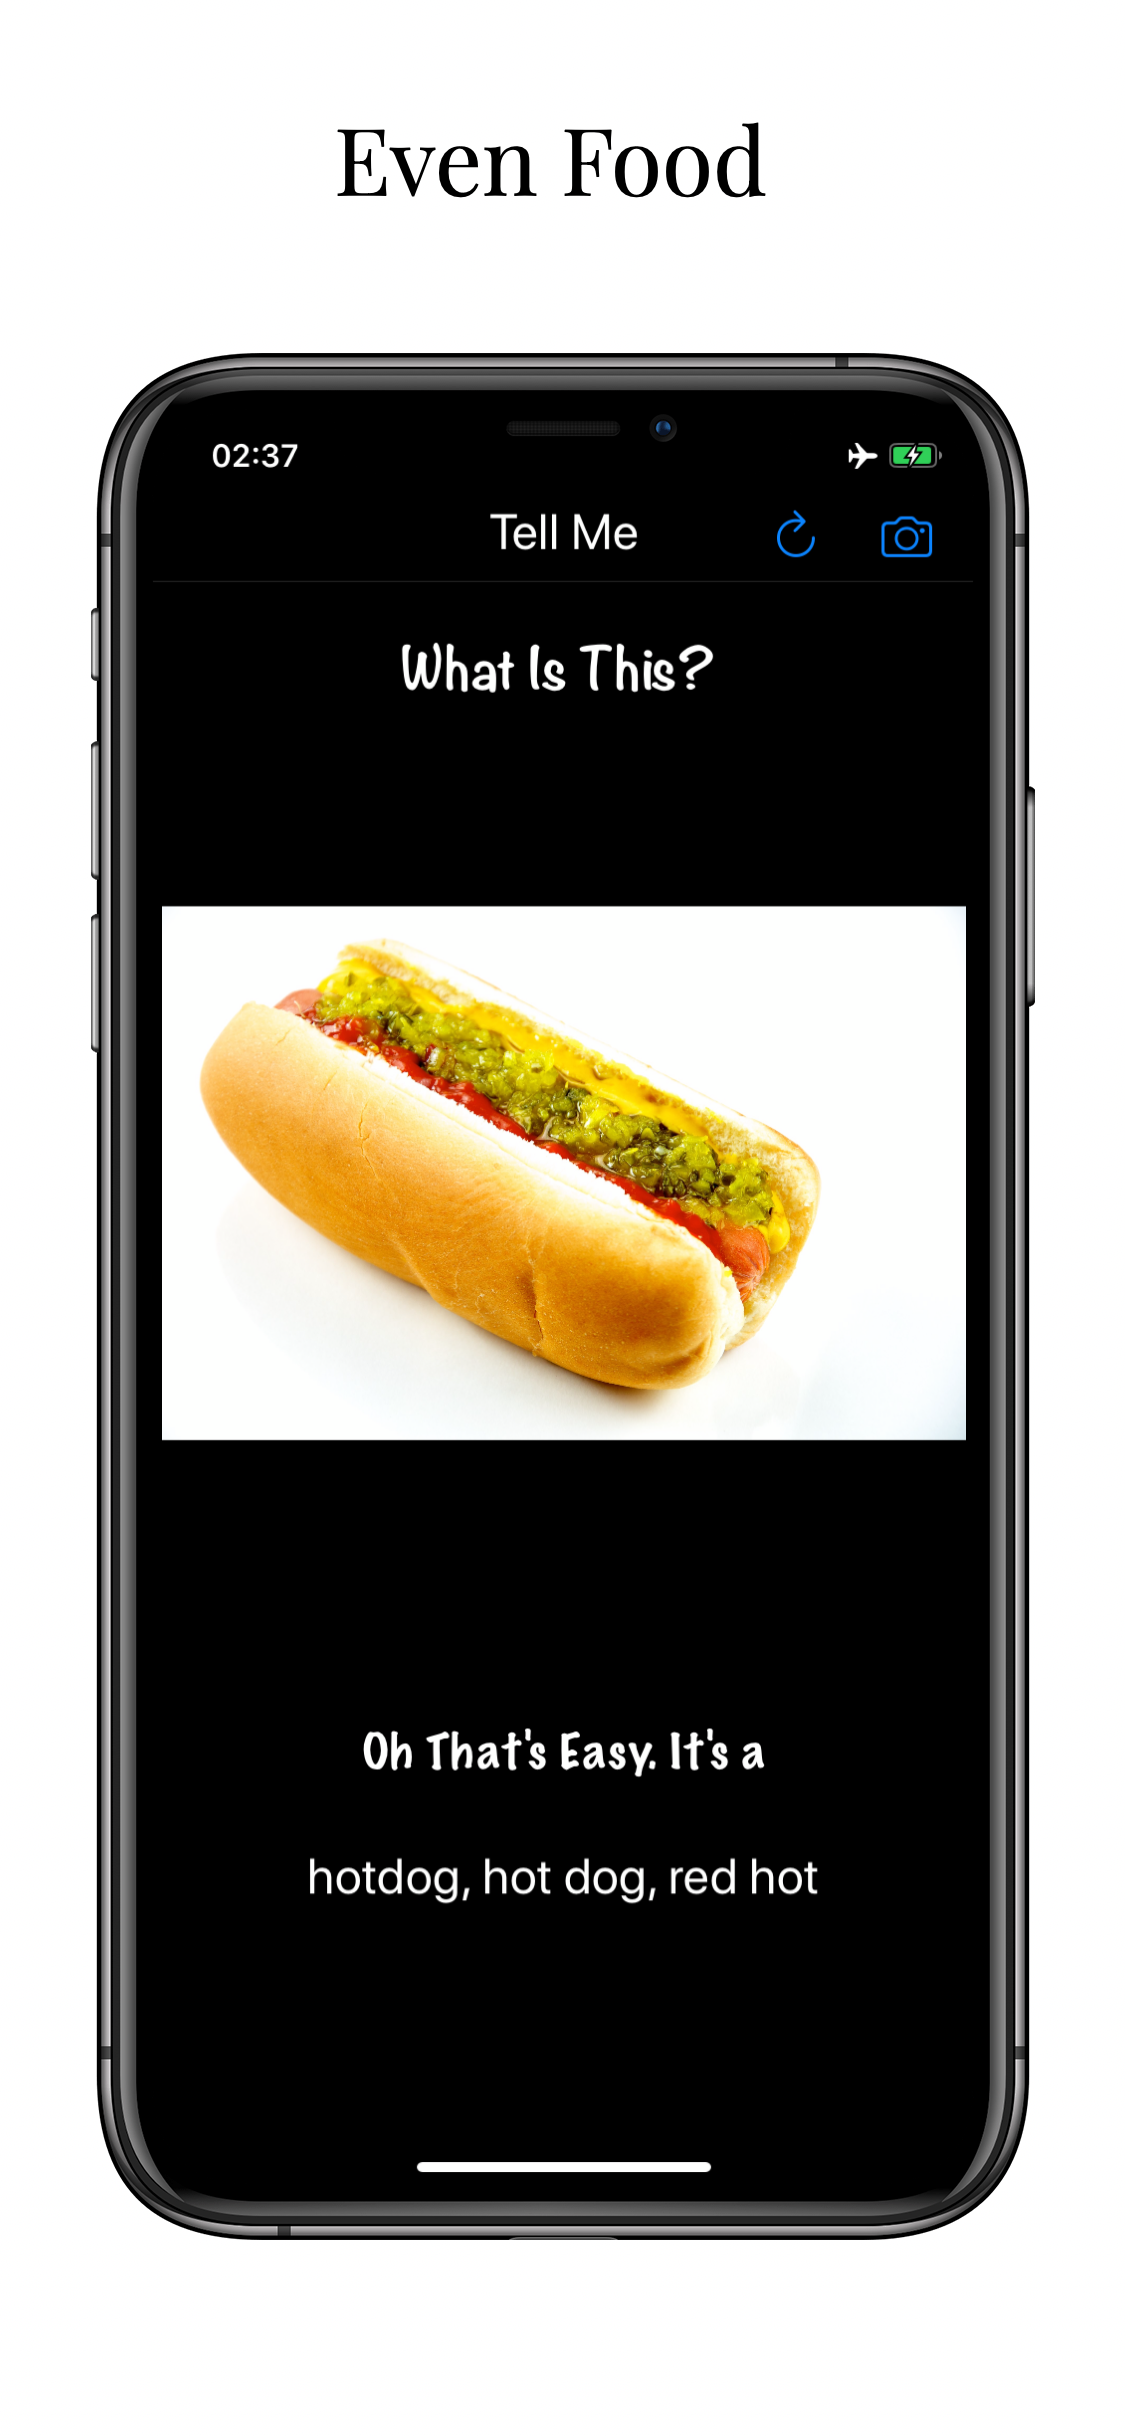 Even Food
02:37
Tell Me
What Is This?
Oh That's Easy. It's a
hotdog, hot dog, red hot